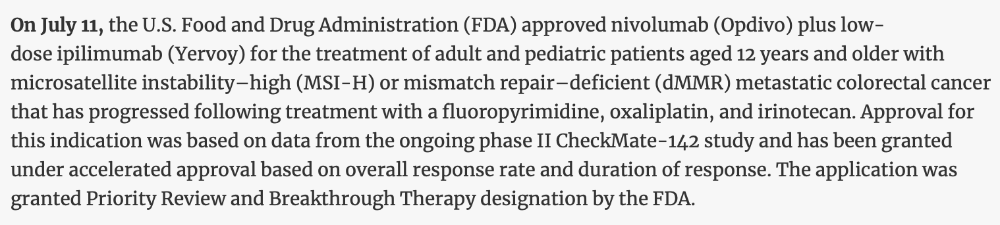 On July 11, the U.S. Food and Drug Administration (FDA) approved nivolumab (Opdivo) plus low-
dose ipilimumab (Yervoy) for the treatment of adult and pediatric patients aged 12 years and older with
microsatellite instability–high (MSI-H) or mismatch repair–deficient (dMMR) metastatic colorectal cancer
that has progressed following treatment with a fluoropyrimidine, oxaliplatin, and irinotecan. Approval for
this indication was based on data from the ongoing phase II CheckMate-142 study and has been granted
under accelerated approval based on overall response rate and duration of response. The application was
granted Priority Review and Breakthrough Therapy designation by the FDA.